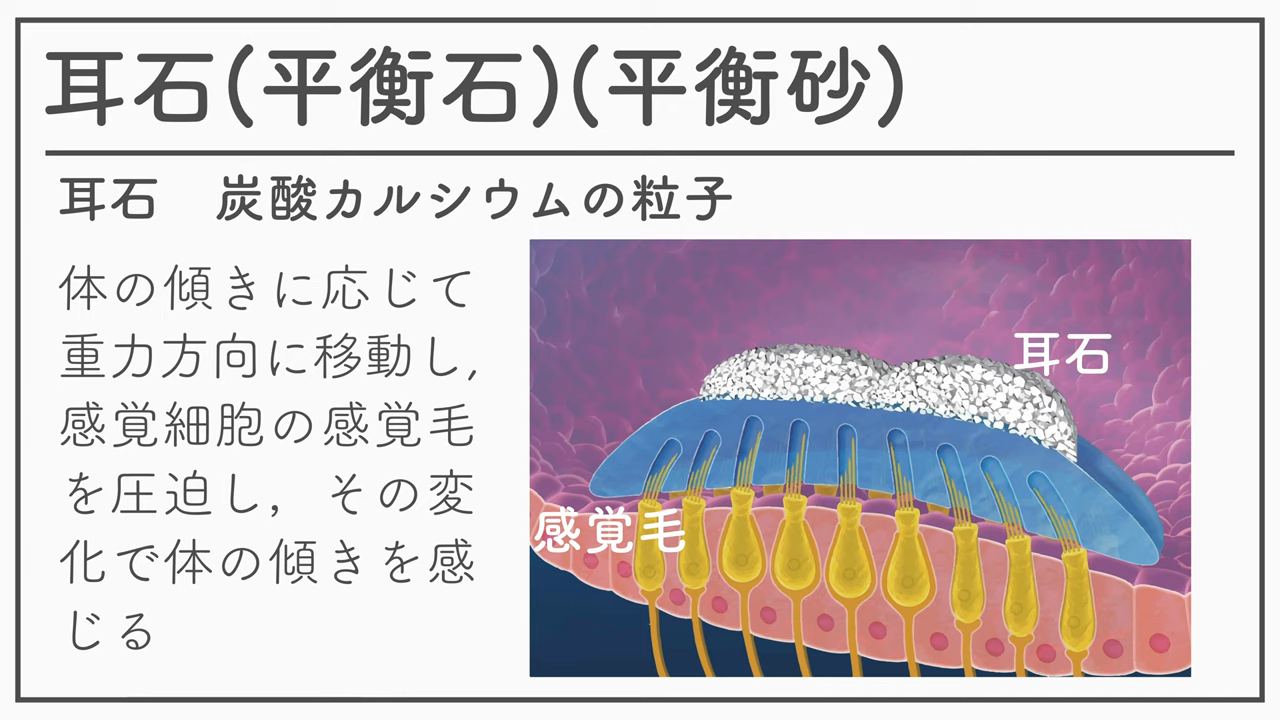 耳石(平衡石)(平衡砂)
耳石　炭酸カルシウムの粒子
体の傾きに応じて
重力方向に移動し,
感覚細胞の感覚毛
を圧迫し，その変
化で体の傾きを感
じる
耳石
感覚毛